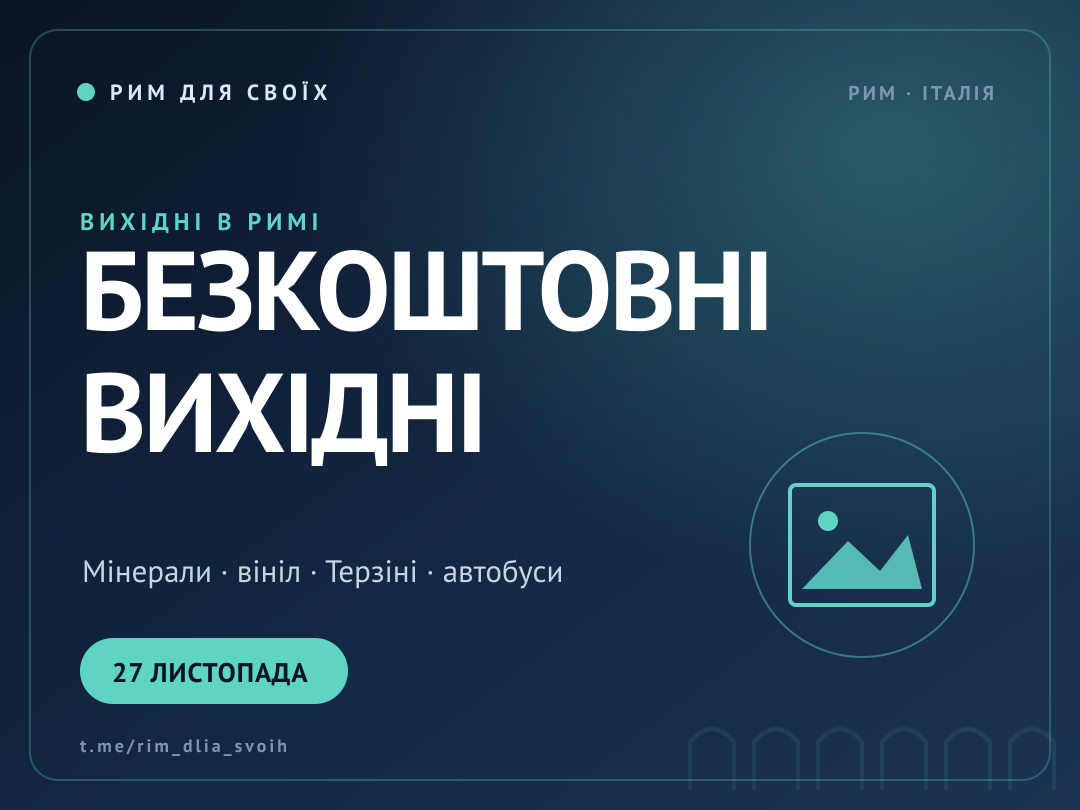 РИМ ДЛЯ СВОЇХ
РИМ · ІТАЛІЯ
ВИХІДНІ В РИМІ
БЕЗКОШТОВНІ
ВИХІДНІ
Мінерали · вініл · Терзіні · автобуси
27 ЛИСТОПАДА
t.me/rim_dlia_svoih